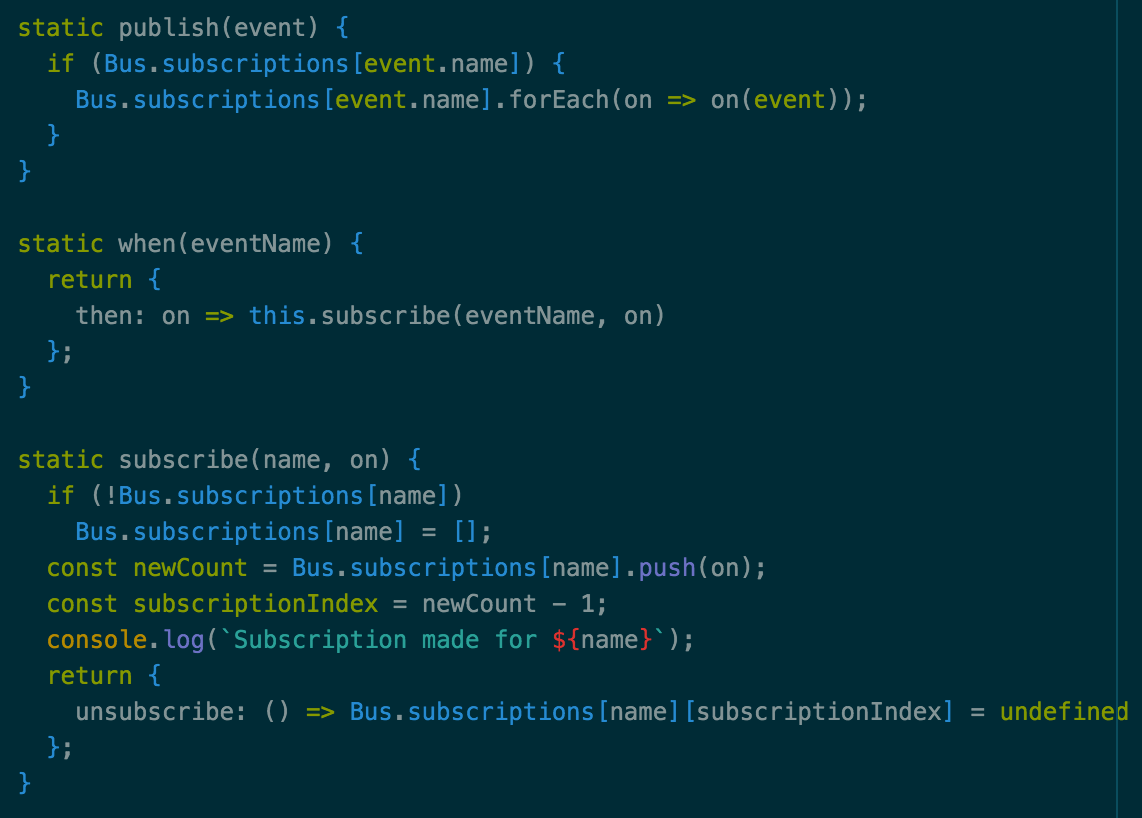 static publish(event) {
  if (Bus.subscriptions[event.name]) {
    Bus.subscriptions[event.name].forEach(on => on(event));
  }
}

static when(eventName) {
  return {
    then: on => this.subscribe(eventName, on)
  };
}

static subscribe(name, on) {
  if (!Bus.subscriptions[name])
    Bus.subscriptions[name] = [];
  const newCount = Bus.subscriptions[name].push(on);
  const subscriptionIndex = newCount - 1;
  console.log(`Subscription made for ${name}`);
  return {
    unsubscribe: () => Bus.subscriptions[name][subscriptionIndex] = undefined
  };
}